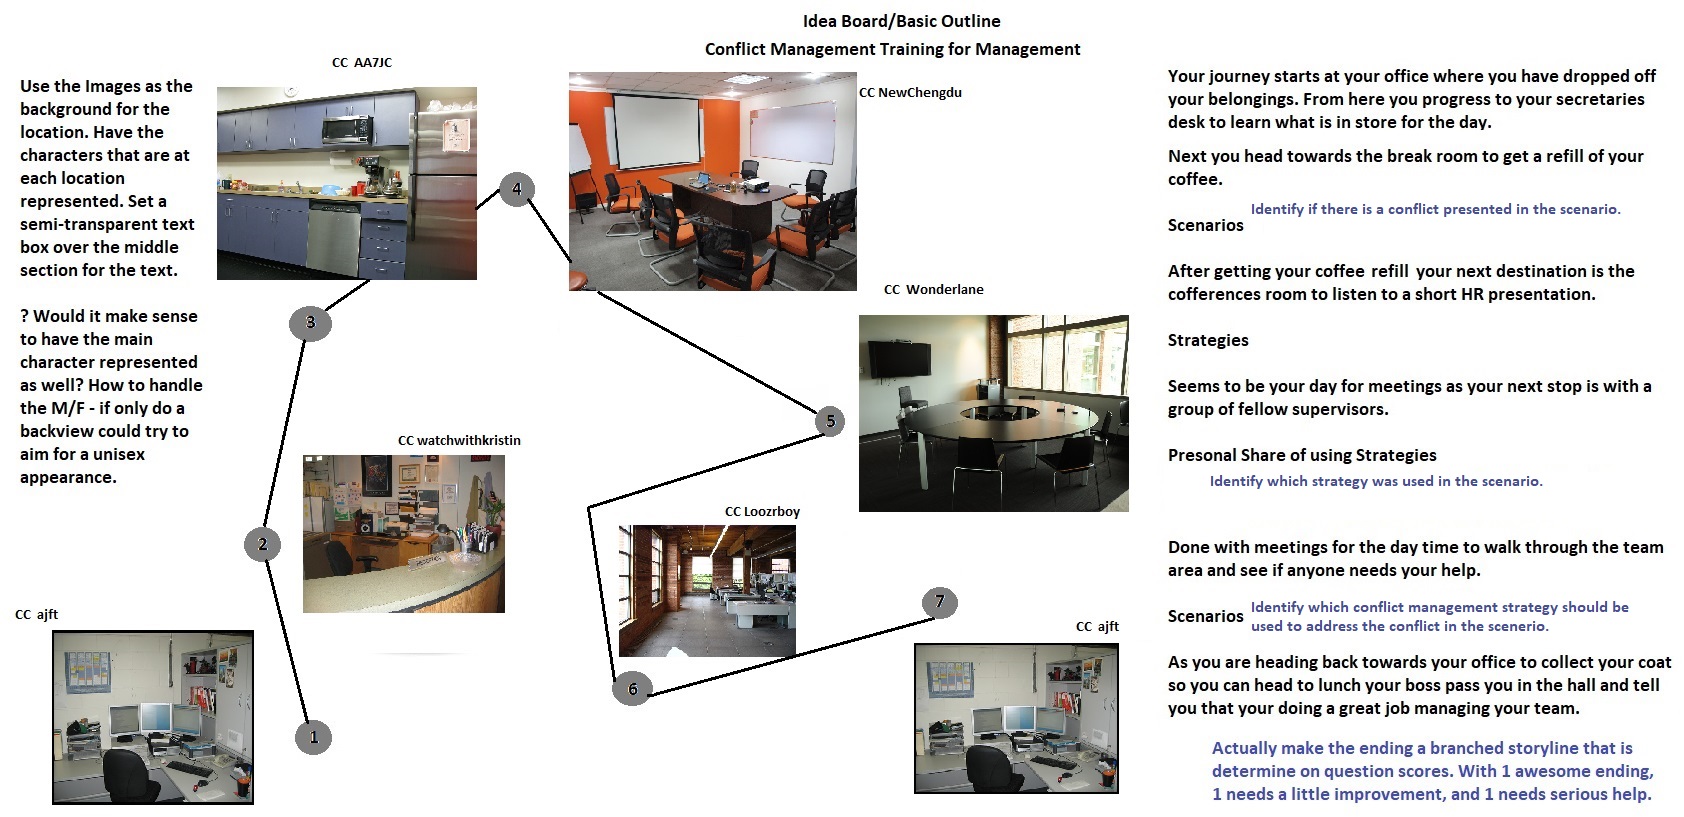 Idea Board/Basic Outline
Conflict Management Training for Management
Use the Images as the
background for the
location. Have the
characters that are at
each location
represented. Set a
semi-transparent text
box over the middle
section for the text.
? Would it make sense
to have the main
character represented
as well? How to handle
the M/F - if only do a
backview could try to
aim for a unisex
appearance.
CC AA7JC
CC NewChengdu
4
3
CC Wonderlane
5
CC watchwithkristin
2
CC Loozrboy
6
7
CC ajft
1
CC ajft
Your journey starts at your office where you have dropped off
your belongings. From here you progress to your secretaries
desk to learn what is in store for the day.
Next you head towards the break room to get a refill of your
coffee.
Scenarios
Identify if there is a conflict presented in the scenario.
After getting your coffee refill your next destination is the
cofferences room to listen to a short HR presentation.
Strategies
Seems to be your day for meetings as your next stop is with a
group of fellow supervisors.
Presonal Share of using Strategies
Identify which strategy was used in the scenario.
Done with meetings for the day time to walk through the team
area and see if anyone needs your help.
Scenarios
Identify which conflict management strategy should be
used to address the conflict in the scenerio.
As you are heading back towards your office to collect your coat
so you can head to lunch your boss pass you in the hall and tell
you that your doing a great job managing your team.
Actually make the ending a branched storyline that is
determine on question scores. With 1 awesome ending,
1 needs a little improvement, and 1 needs serious help.